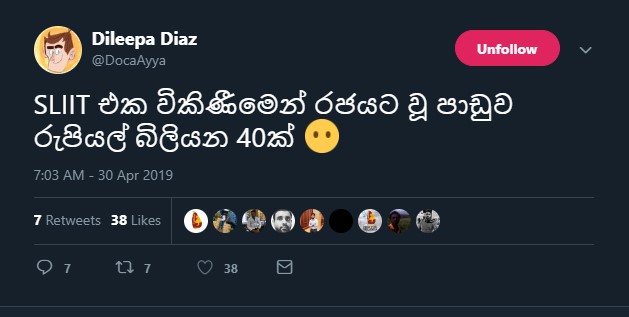 Dileepa Diaz
@DocaAyya
Unfollow
SLIIT එක විකිණීමෙන් රජයට වූ පාඩුව
රුපියල් බිලියන 40ක් 😶
7:03 AM - 30 Apr 2019
7 Retweets 38 Likes
7 7 38